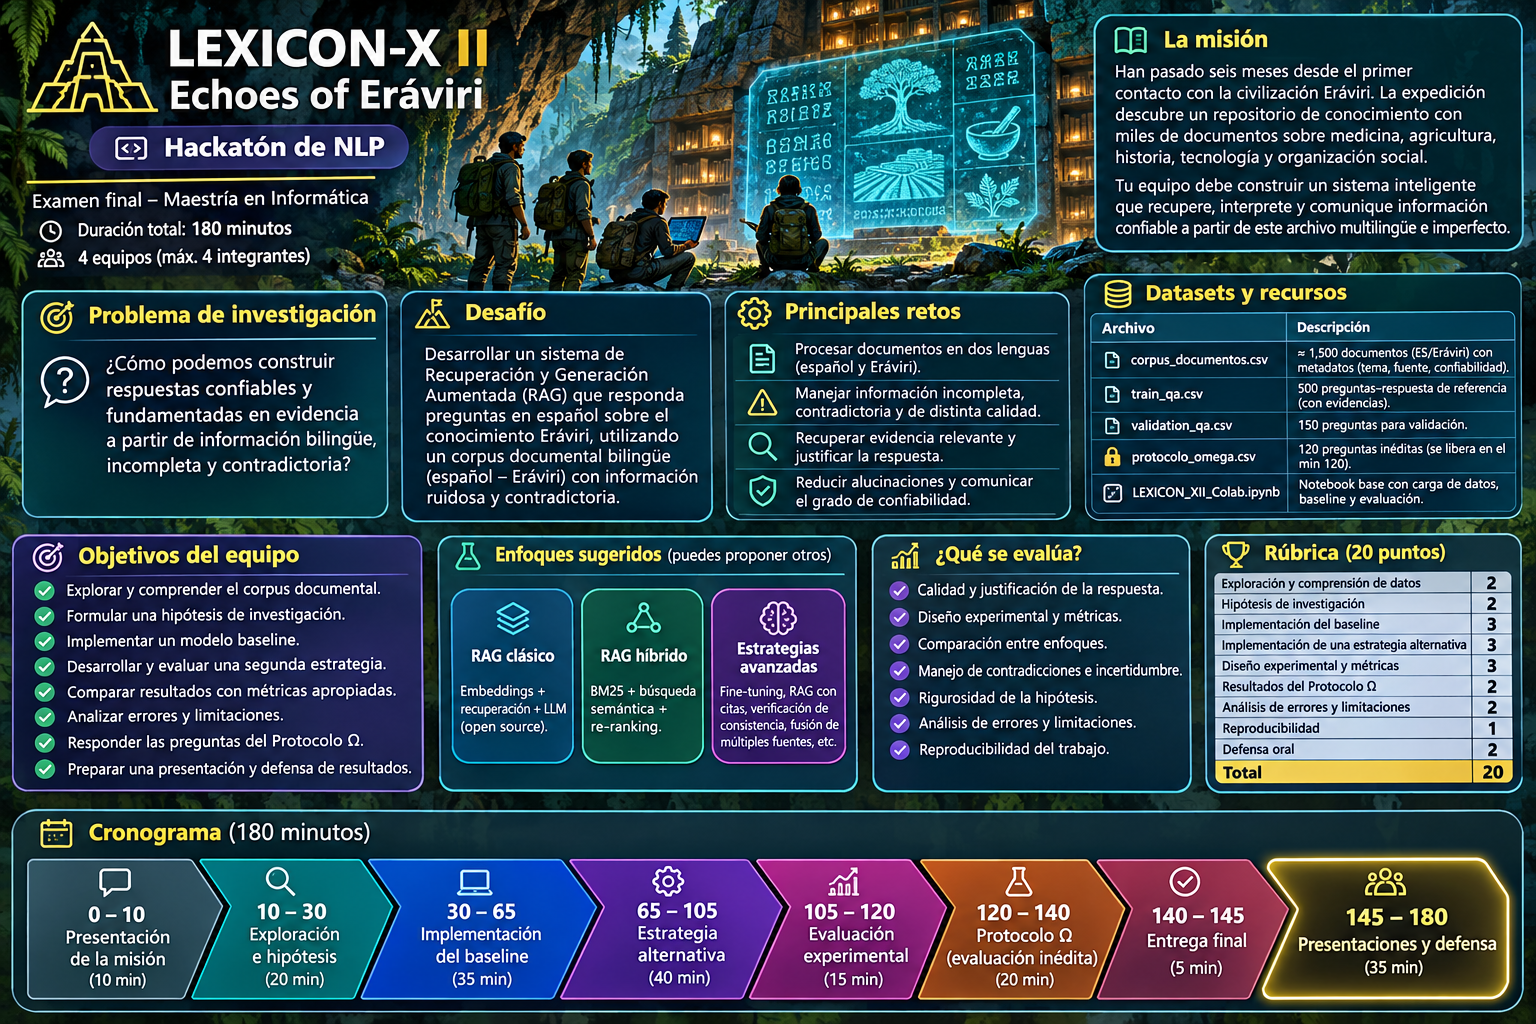 LEXICON-X II
Echoes of Eráviri
Hackatón de NLP
Examen final – Maestría en Informática
Duración total: 180 minutos
4 equipos (máx. 4 integrantes)
La misión
Han pasado seis meses desde el primer
contacto con la civilización Eráviri. La expedición
descubre un repositorio de conocimiento con
miles de documentos sobre medicina, agricultura,
historia, tecnología y organización social.
Tu equipo debe construir un sistema inteligente
que recupere, interprete y comunique información
confiable a partir de este archivo multilingüe e imperfecto.
Problema de investigación
¿Cómo podemos construir
respuestas confiables y
fundamentadas en evidencia
a partir de información bilingüe,
incompleta y contradictoria?
Desafío
Desarrollar un sistema de
Recuperación y Generación
Aumentada (RAG) que responda
preguntas en español sobre el
conocimiento Eráviri, utilizando
un corpus documental bilingüe
(español – Eráviri) con información
ruidosa y contradictoria.
Principales retos
Procesar documentos en dos lenguas
(español y Eráviri).
Manejar información incompleta,
contradictoria y de distinta calidad.
Recuperar evidencia relevante y
justificar la respuesta.
Reducir alucinaciones y comunicar
el grado de confiabilidad.
Datasets y recursos
Archivo Descripción
corpus_documentos.csv ≈ 1,500 documentos (ES/Eráviri) con
metadatos (tema, fuente, confiabilidad).
train_qa.csv 500 preguntas–respuesta de referencia
(con evidencias).
validation_qa.csv 150 preguntas para validación.
protocolo_omega.csv 120 preguntas inéditas (se libera en el
min 120).
LEXICON_XII_Colab.ipynb Notebook base con carga de datos,
baseline y evaluación.
Objetivos del equipo
Explorar y comprender el corpus documental.
Formular una hipótesis de investigación.
Implementar un modelo baseline.
Desarrollar y evaluar una segunda estrategia.
Comparar resultados con métricas apropiadas.
Analizar errores y limitaciones.
Responder las preguntas del Protocolo Ω.
Preparar una presentación y defensa de resultados.
Enfoques sugeridos (puedes proponer otros)
RAG clásico
Embeddings +
recuperación + LLM
(open source).
RAG híbrido
BM25 + búsqueda
semántica +
re-ranking.
Estrategias
avanzadas
Fine-tuning, RAG con
citas, verificación de
consistencia, fusión de
múltiples fuentes, etc.
¿Qué se evalúa?
Calidad y justificación de la respuesta.
Diseño experimental y métricas.
Comparación entre enfoques.
Manejo de contradicciones e incertidumbre.
Rigurosidad de la hipótesis.
Análisis de errores y limitaciones.
Reproducibilidad del trabajo.
Rúbrica (20 puntos)
Exploración y comprensión de datos 2
Hipótesis de investigación 2
Implementación del baseline 3
Implementación de una estrategia alternativa 3
Diseño experimental y métricas 3
Resultados del Protocolo Ω 2
Análisis de errores y limitaciones 2
Reproducibilidad 1
Defensa oral 2
Total 20
Cronograma (180 minutos)
0 – 10
Presentación
de la misión
(10 min)
10 – 30
Exploración
e hipótesis
(20 min)
30 – 65
Implementación
del baseline
(35 min)
65 – 105
Estrategia
alternativa
(40 min)
105 – 120
Evaluación
experimental
(15 min)
120 – 140
Protocolo Ω
(evaluación inédita)
(20 min)
140 – 145
Entrega final
(5 min)
145 – 180
Presentaciones y defensa
(35 min)